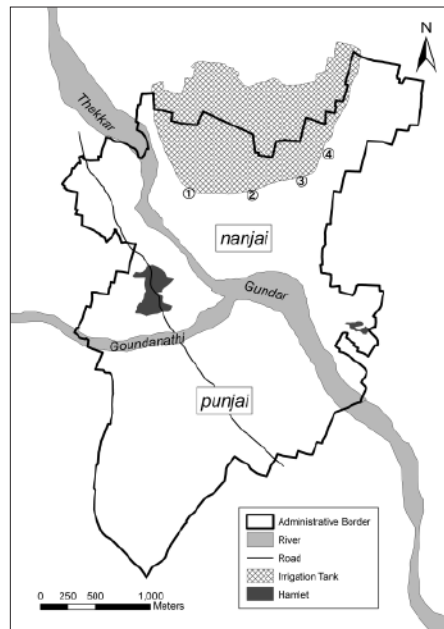 N
Thekkar
①
②
③
④
nanjai
Gundar
Goundanathi
punjai
Administrative Border
River
Road
Irrigation Tank
Hamlet
0 250 500 1,000
Meters